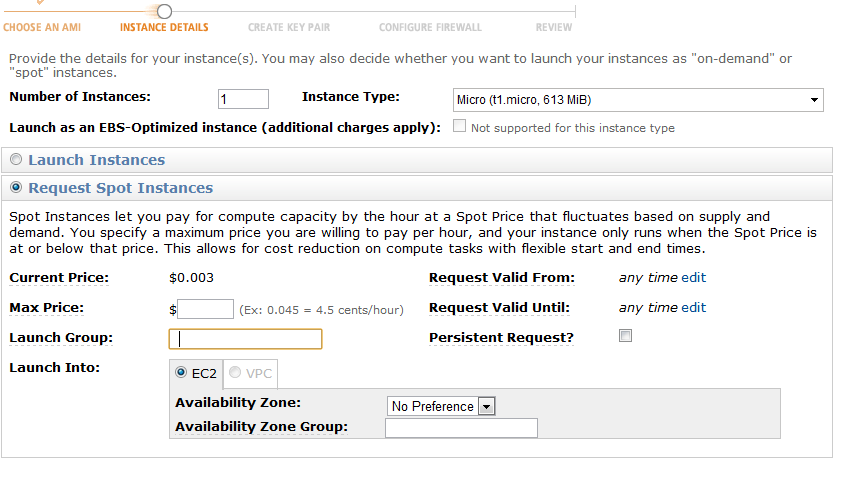 CHOOSE AN AMI INSTANCE DETAILS CREATE KEY PAIR CONFIGURE FIREWALL REVIEW
Provide the details for your instance(s). You may also decide whether you want to launch your instances as "on-demand" or
"spot" instances.
Number of Instances: 1 Instance Type: Micro (t1.micro, 613 MiB)
Launch as an EBS-Optimized instance (additional charges apply): Not supported for this instance type
Launch Instances
Request Spot Instances
Spot Instances let you pay for compute capacity by the hour at a Spot Price that fluctuates based on supply and
demand. You specify a maximum price you are willing to pay per hour, and your instance only runs when the Spot Price is
at or below that price. This allows for cost reduction on compute tasks with flexible start and end times.
Current Price: $0.003 Request Valid From: any time edit
Max Price: $ (Ex: 0.045 = 4.5 cents/hour) Request Valid Until: any time edit
Launch Group: Persistent Request?
Launch Into: EC2 VPC
Availability Zone: No Preference
Availability Zone Group: